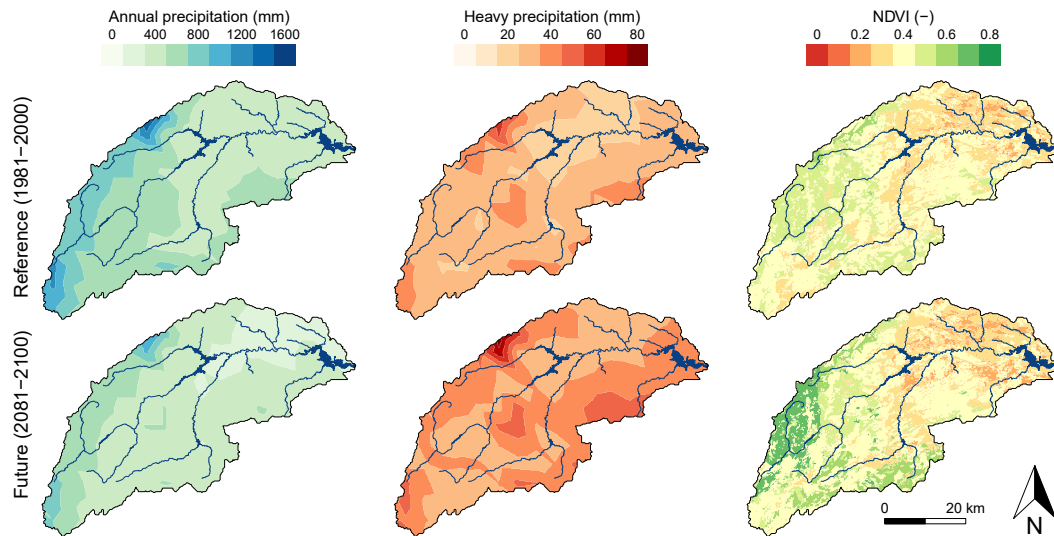 Annual precipitation (mm)
0 400 800 1200 1600
Heavy precipitation (mm)
0 20 40 60 80
NDVI (−)
0 0.2 0.4 0.6 0.8
Reference (1981−2000)
Future (2081−2100)
0 20 km
N